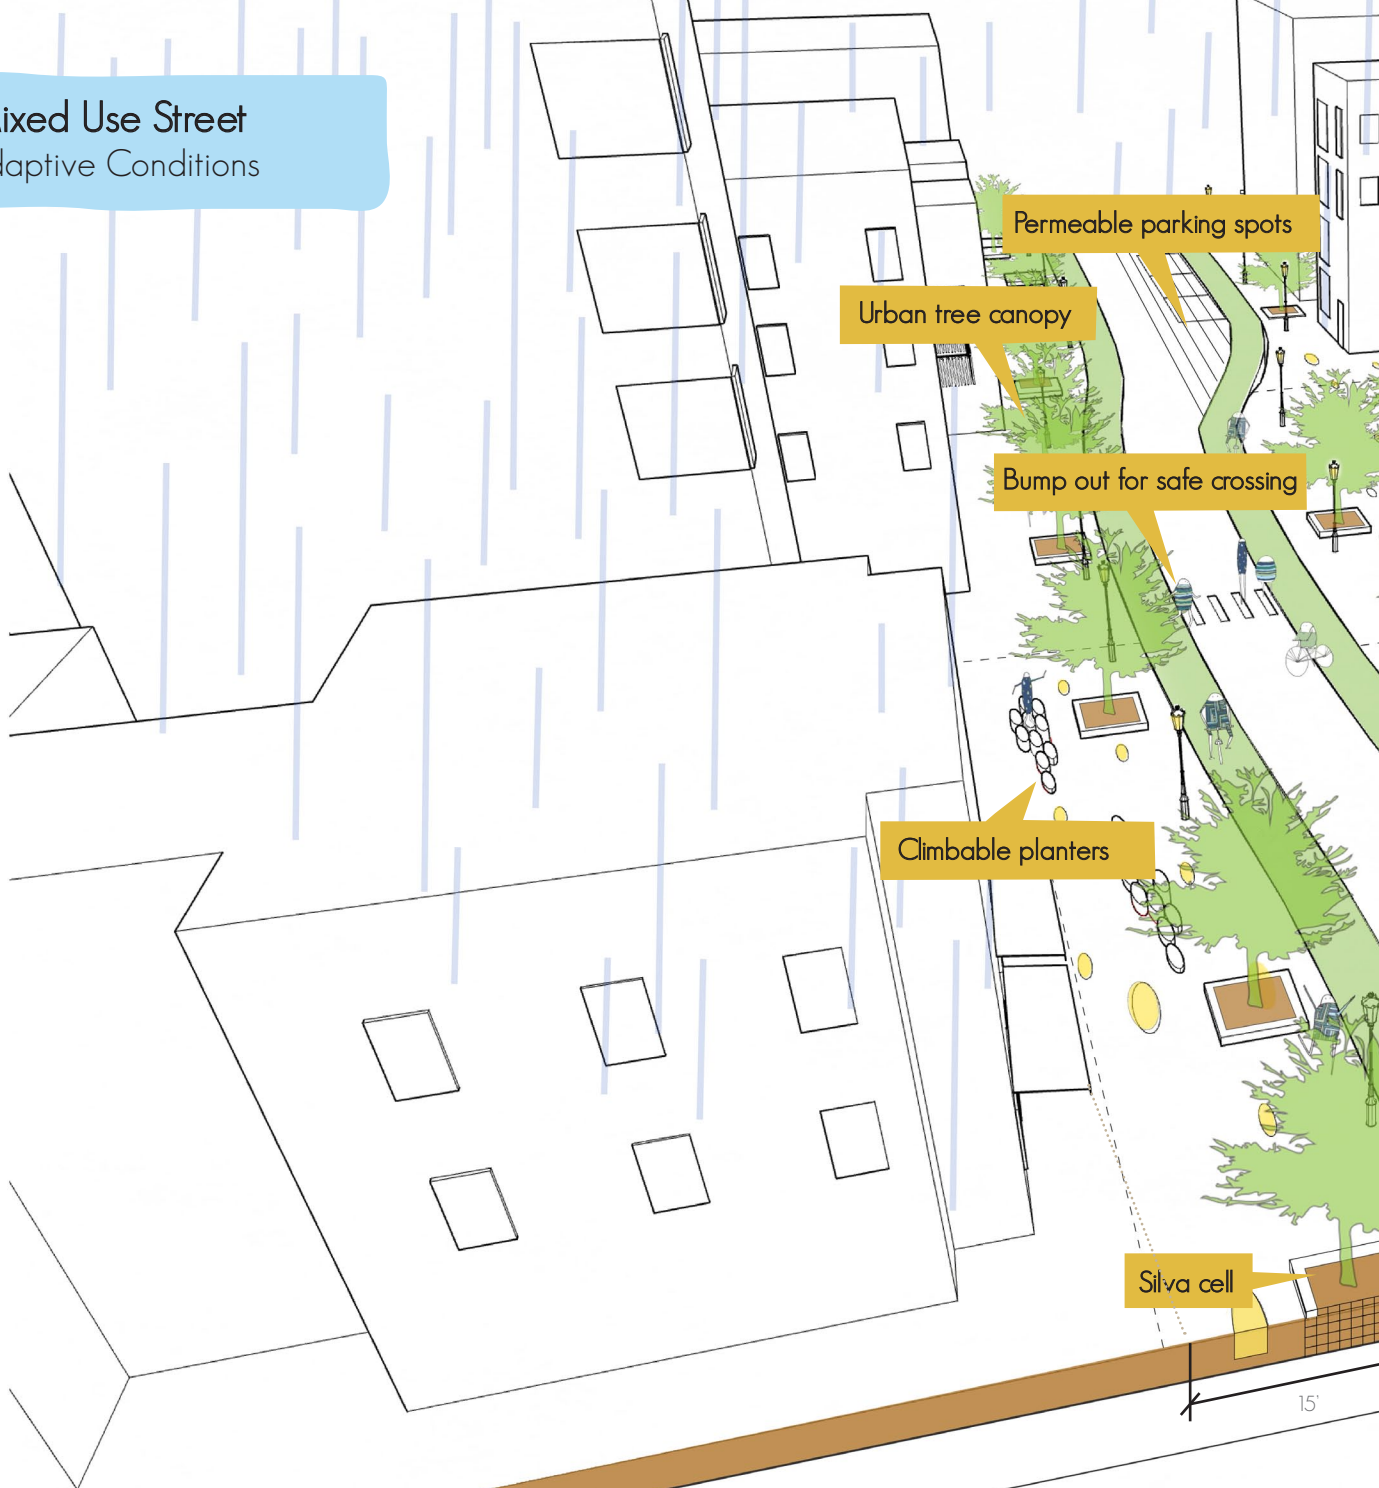 ixed Use Street
daptive Conditions
Permeable parking spots
Urban tree canopy
Bump out for safe crossing
Climbable planters
Silva cell
15'